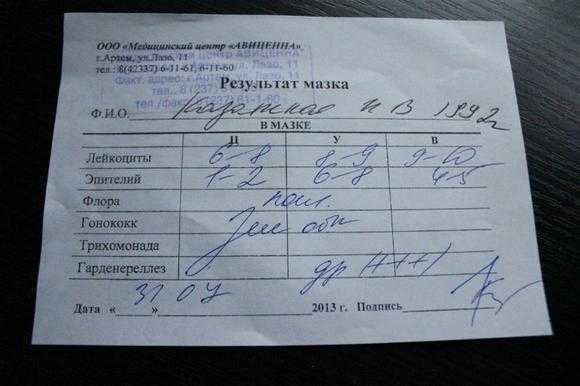 ООО «Медицинский центр «АВИЦЕННА»
г.Артем, ул.Лазо, 11
тел.: 8(42337) 6-11-61, 6-11-60
Результат мазка
Ф.И.О. И В 1992
В МАЗКЕ
Ц У В
Лейкоциты 6-8 8-9 9-10
Эпителий 1-2 6-8 4-5
Флора
Гонококк
Трихомонада
Гарденереллез др (+++)
Дата «31» 07 2013 г. Подпись